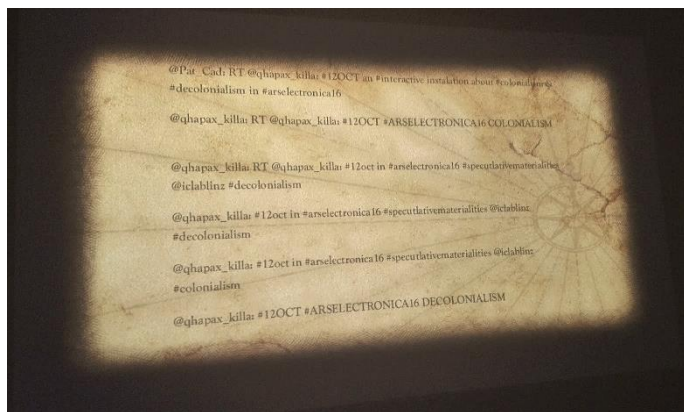 @Pat_Cad: RT @qhapax_killa: #12OCT an #interactive instalation about #colonialism &
#decolonialism in #arselectronica16
@qhapax_killa: RT @qhapax_killa: #12OCT #ARSELECTRONICA16 COLONIALISM
@qhapax_killa: RT @qhapax_killa: #12oct in #arselectronica16 #specutlativematerialities
@iclablinz #decolonialism
@qhapax_killa: #12oct in #arselectronica16 #specutlativematerialities @iclablinz
#decolonialism
@qhapax_killa: #12oct in #arselectronica16 #specutlativematerialities @iclablinz
#colonialism
@qhapax_killa: #12OCT #ARSELECTRONICA16 DECOLONIALISM